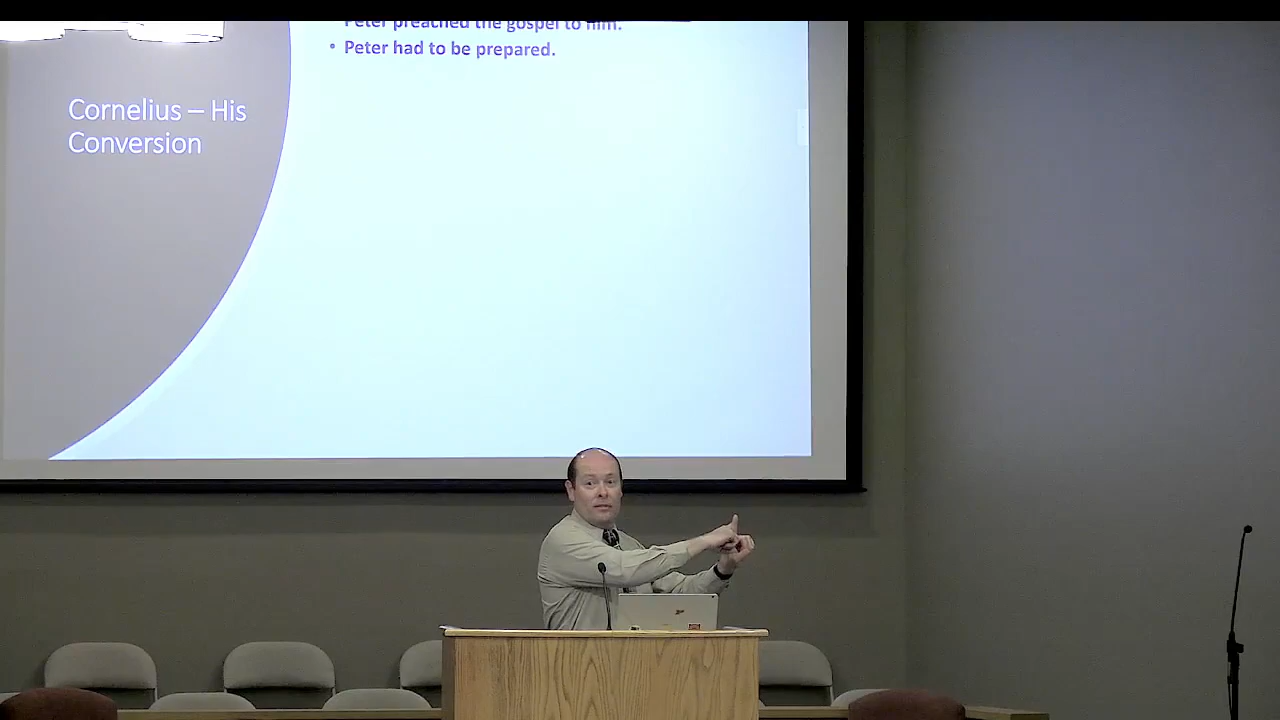 Peter preached the gospel to him.
• Peter had to be prepared.
Cornelius – His
Conversion